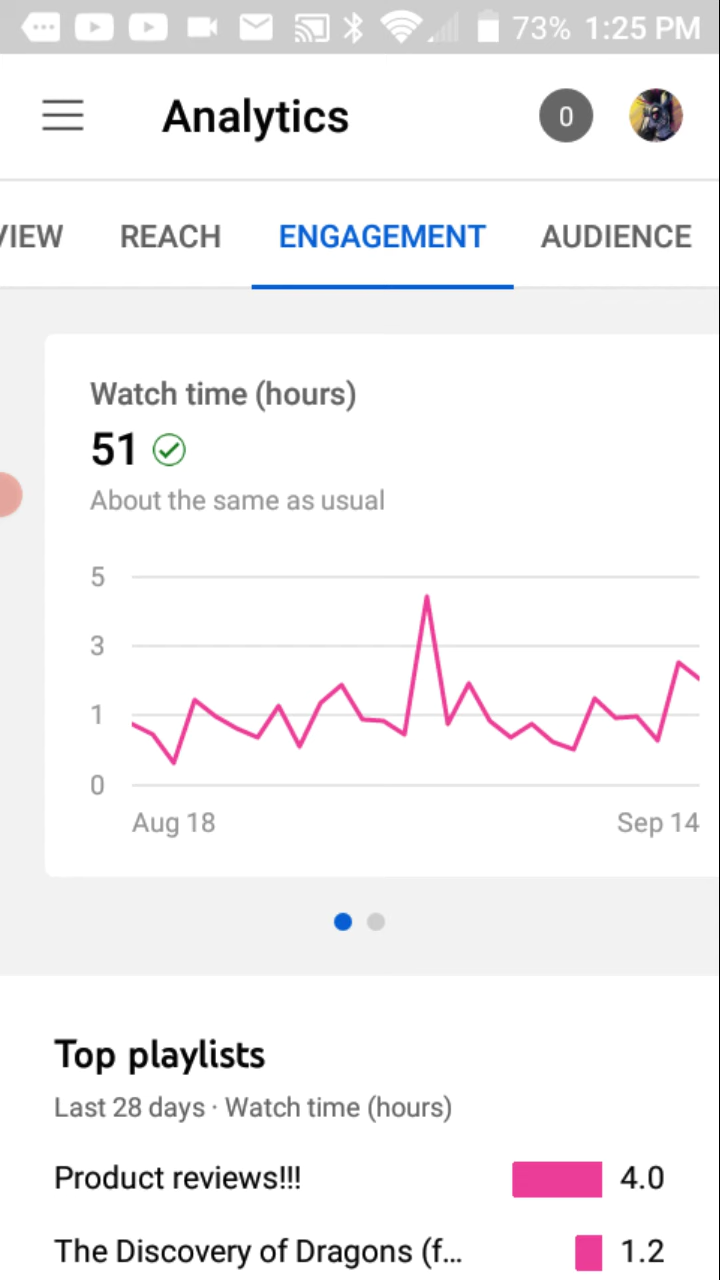 73% 1:25 PM
Analytics
0
VIEW REACH ENGAGEMENT AUDIENCE
Watch time (hours)
51
About the same as usual
5
3
1
0
Aug 18 Sep 14
Top playlists
Last 28 days · Watch time (hours)
Product reviews!!! 4.0
The Discovery of Dragons (f... 1.2